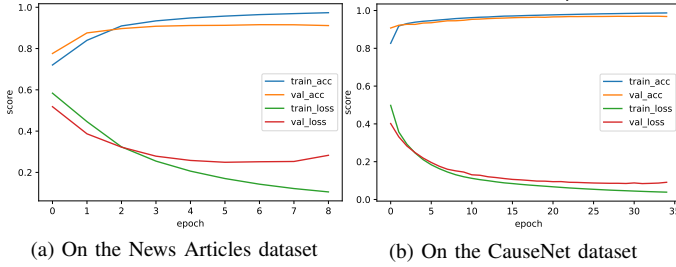 1.0
0.8
0.6
0.4
0.2
score
0 1 2 3 4 5 6 7 8
epoch
train_acc
val_acc
train_loss
val_loss
(a) On the News Articles dataset
1.0
0.8
0.6
0.4
0.2
0.0
score
0 5 10 15 20 25 30 35
epoch
train_acc
val_acc
train_loss
val_loss
(b) On the CauseNet dataset